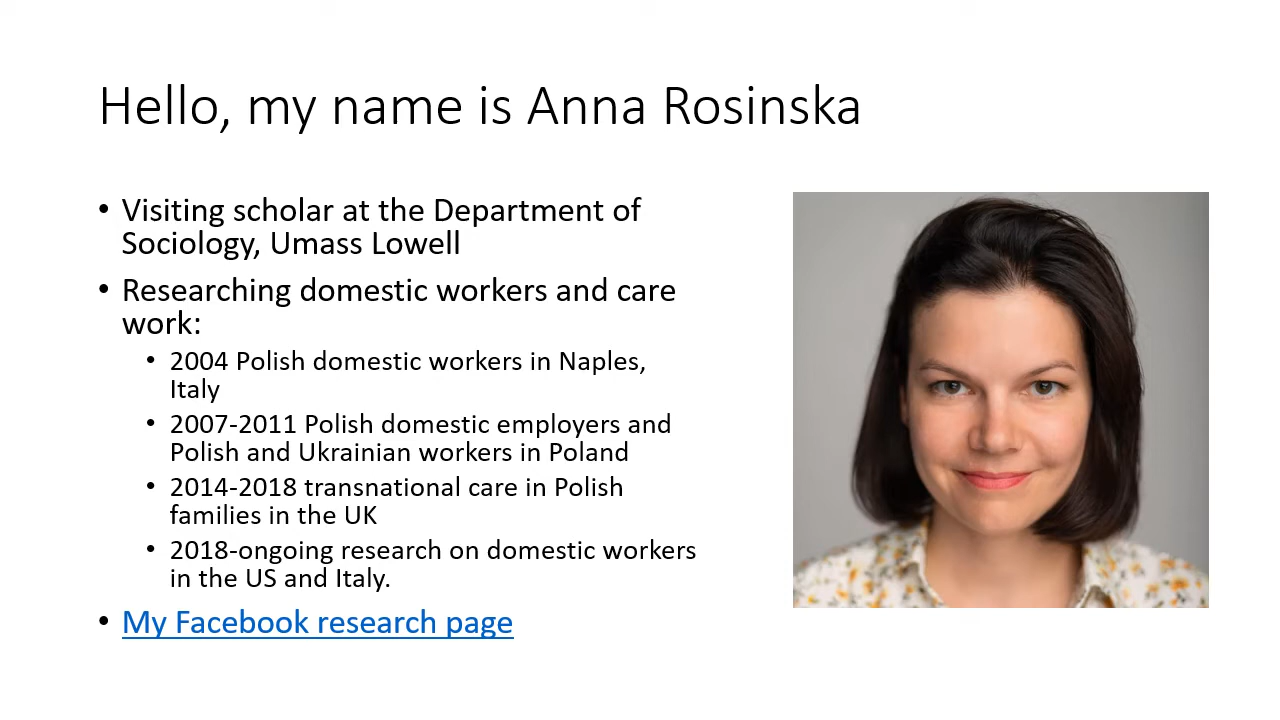 Hello, my name is Anna Rosinska
• Visiting scholar at the Department of
Sociology, Umass Lowell
• Researching domestic workers and care
work:
• 2004 Polish domestic workers in Naples,
Italy
• 2007-2011 Polish domestic employers and
Polish and Ukrainian workers in Poland
• 2014-2018 transnational care in Polish
families in the UK
• 2018-ongoing research on domestic workers
in the US and Italy.
• My Facebook research page